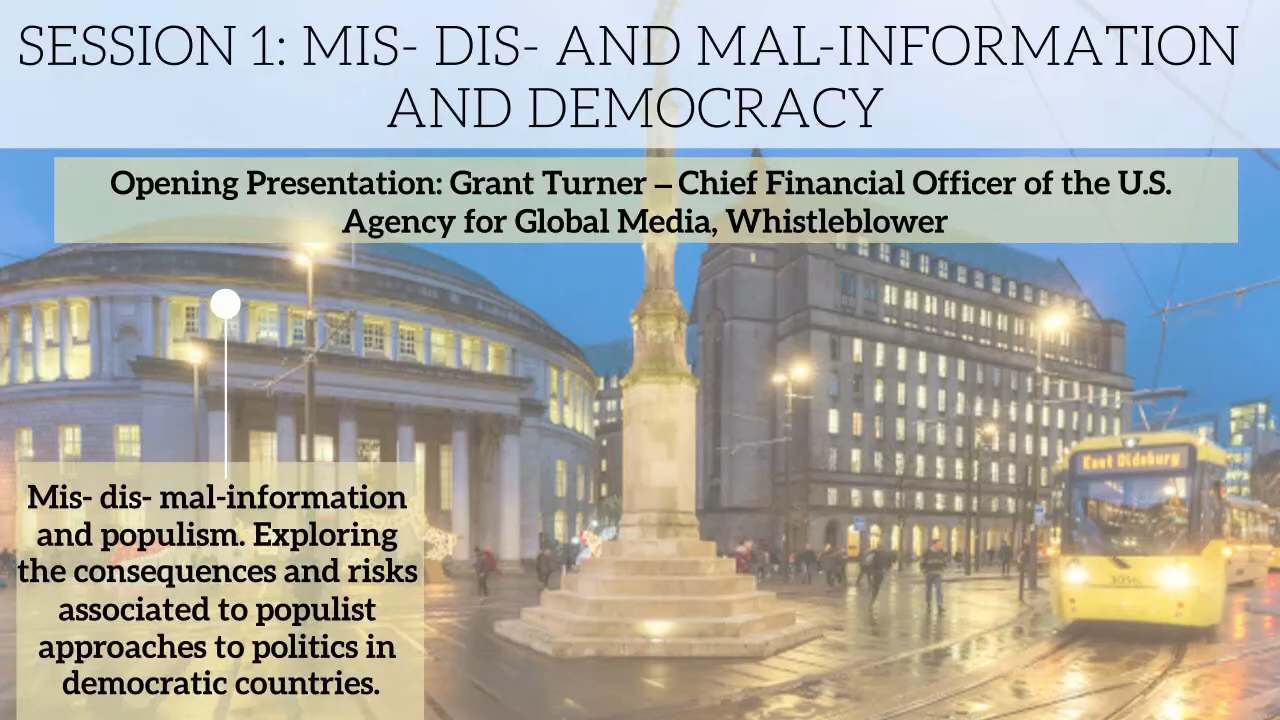 SESSION 1: MIS- DIS- AND MAL-INFORMATION
AND DEMOCRACY
Opening Presentation: Grant Turner – Chief Financial Officer of the U.S.
Agency for Global Media, Whistleblower
Mis- dis- mal-information
and populism. Exploring
the consequences and risks
associated to populist
approaches to politics in
democratic countries.
East Didsbury